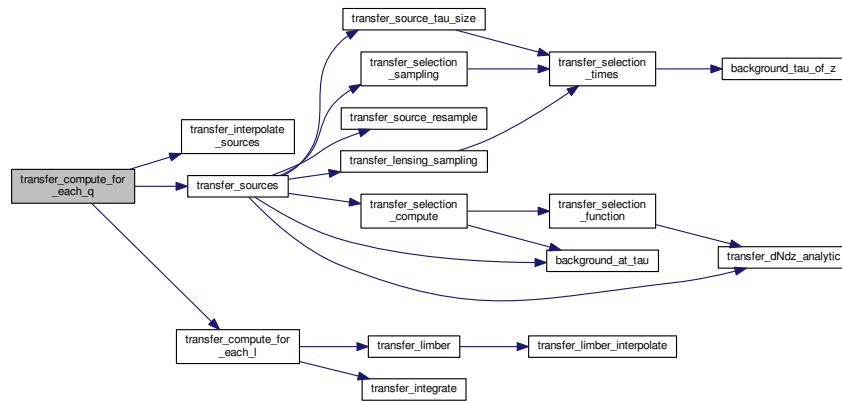 transfer_source_tau_size
transfer_selection
_sampling
transfer_selection
_times
background_tau_of_z
transfer_source_resample
transfer_interpolate
_sources
transfer_lensing_sampling
transfer_compute_for
_each_q
transfer_sources
transfer_selection
_compute
transfer_selection
_function
background_at_tau
transfer_dNdz_analytic
transfer_compute_for
_each_l
transfer_limber
transfer_limber_interpolate
transfer_integrate